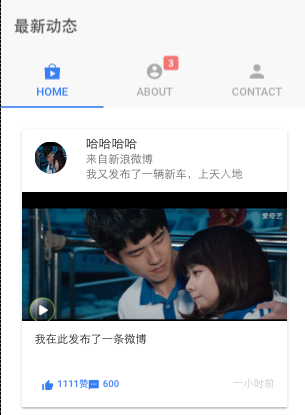 最新动态
3
HOME
ABOUT
CONTACT
哈哈哈哈
来自新浪微博
我又发布了一辆新车，上天入地
爱奇艺
我在此发布了一条微博
1111赞 600
一小时前